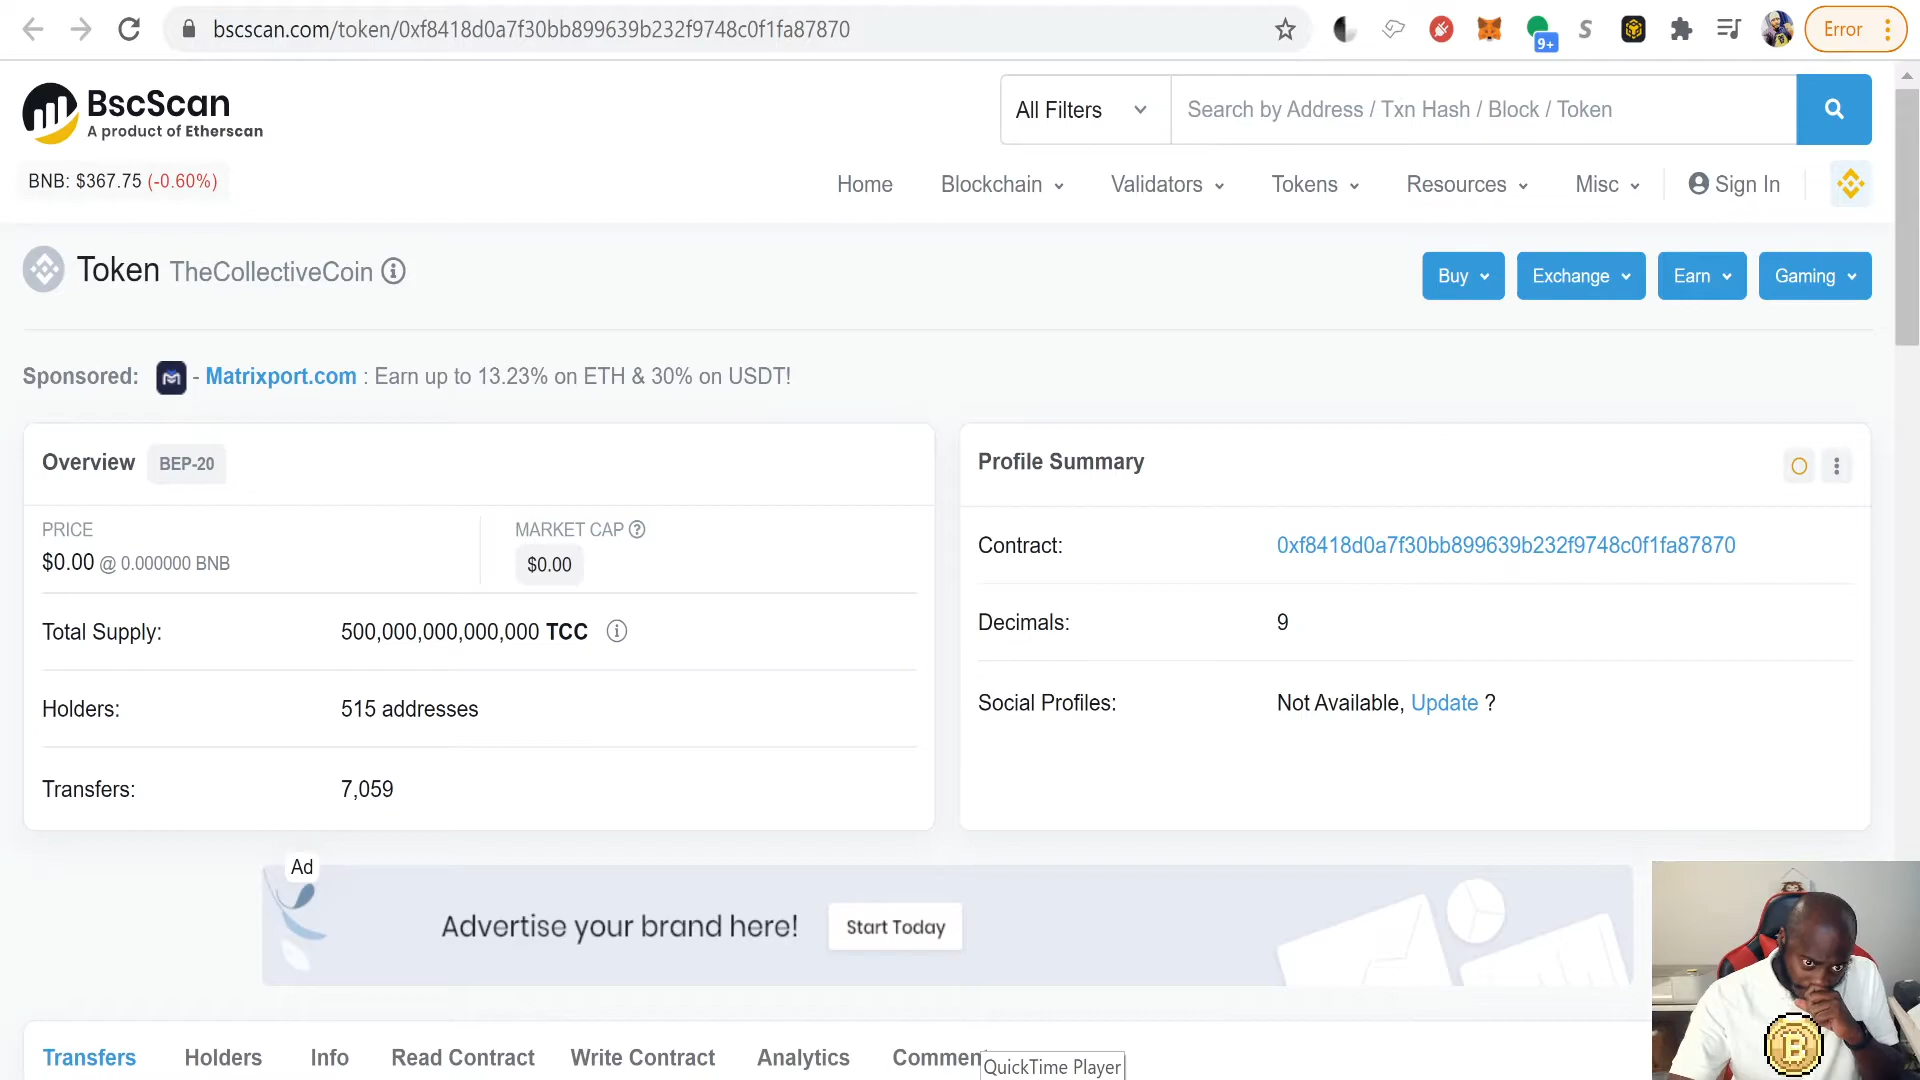 bscscan.com/token/0xf8418d0a7f30bb899639b232f9748c0f1fa87870
9+
S
Error
BscScan
A product of Etherscan
All Filters
Search by Address / Txn Hash / Block / Token
BNB: $367.75 (-0.60%)
Home Blockchain Validators Tokens Resources Misc Sign In
Token TheCollectiveCoin
Buy Exchange Earn Gaming
Sponsored: - Matrixport.com : Earn up to 13.23% on ETH & 30% on USDT!
Overview BEP-20
PRICE
$0.00 @ 0.000000 BNB
MARKET CAP
$0.00
Total Supply: 500,000,000,000,000 TCC
Holders: 515 addresses
Transfers: 7,059
Profile Summary
Contract: 0xf8418d0a7f30bb899639b232f9748c0f1fa87870
Decimals: 9
Social Profiles: Not Available, Update ?
Ad
Advertise your brand here! Start Today
Transfers Holders Info Read Contract Write Contract Analytics Commen
QuickTime Player